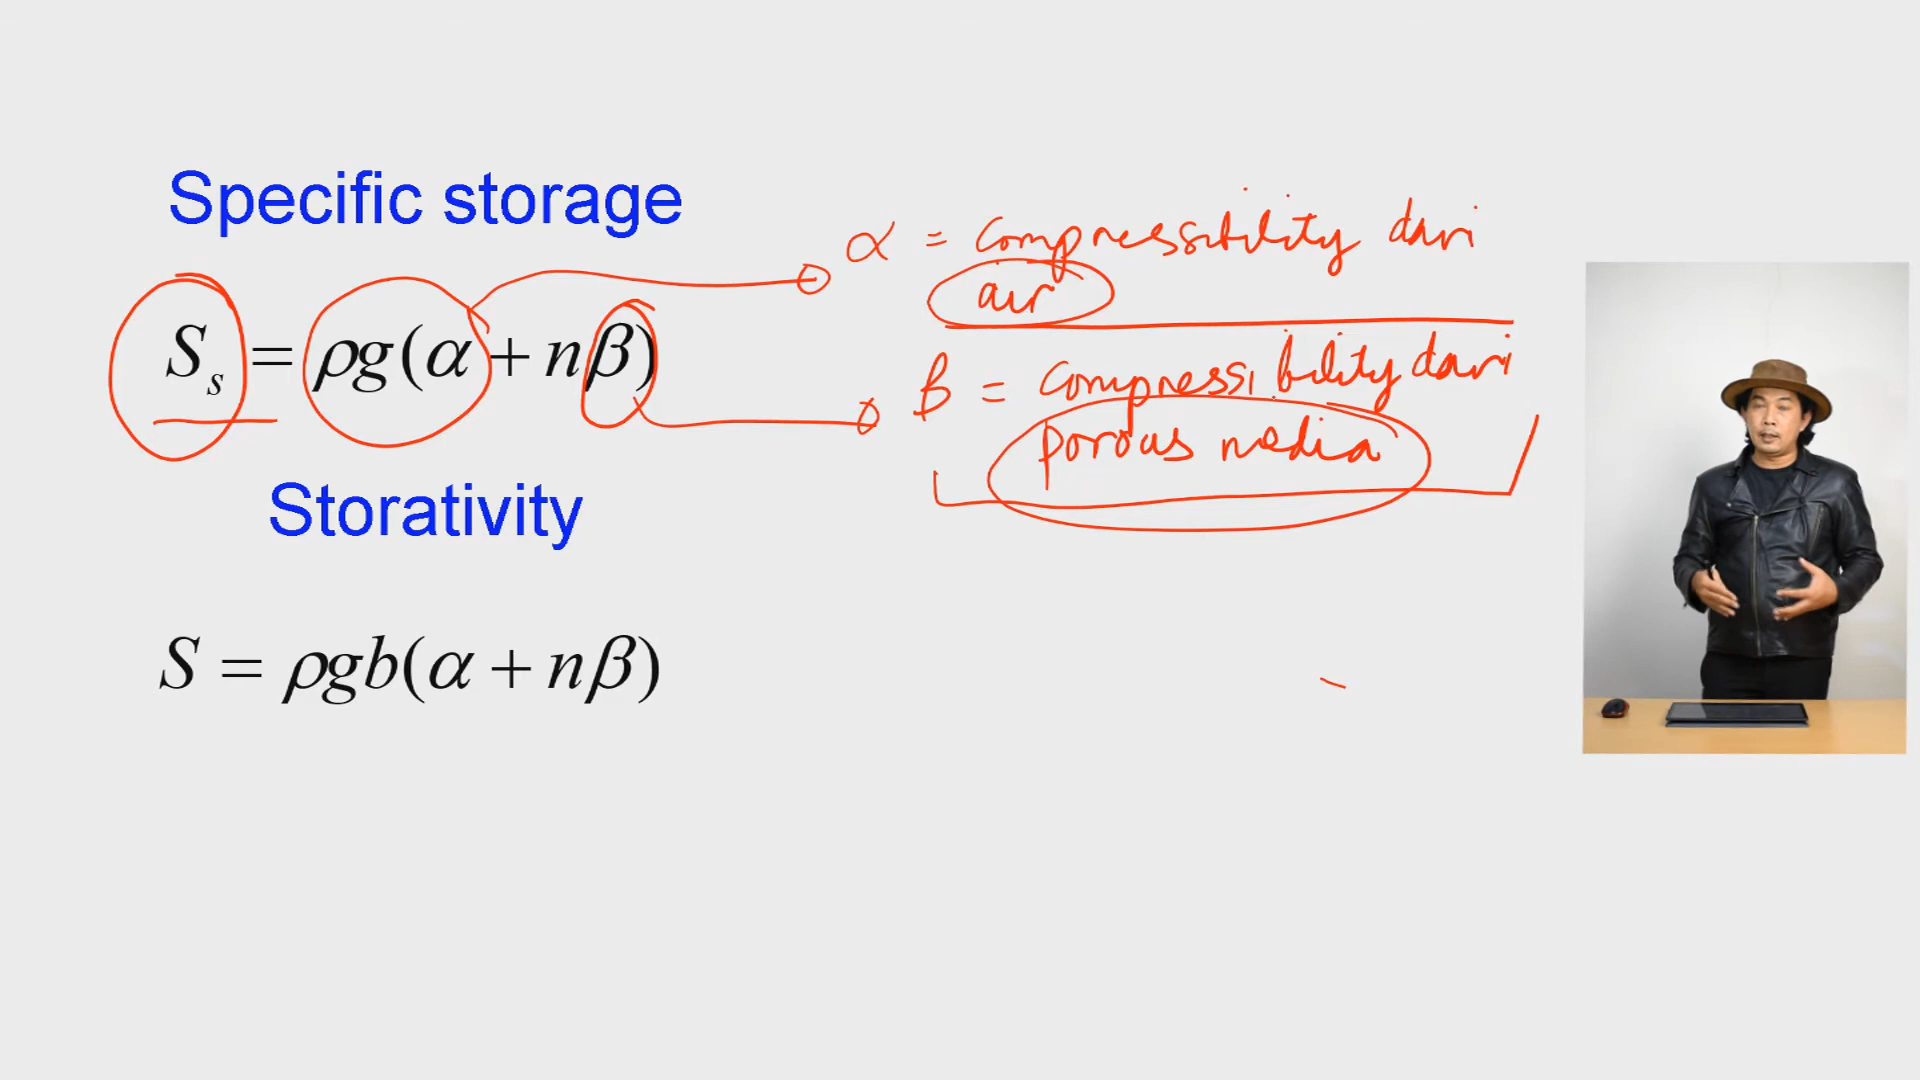 Specific storage
S_s = ρg(α + nβ)
α = compressibility dari
air
β = compressibility dari
porous media
Storativity
S = ρgb(α + nβ)